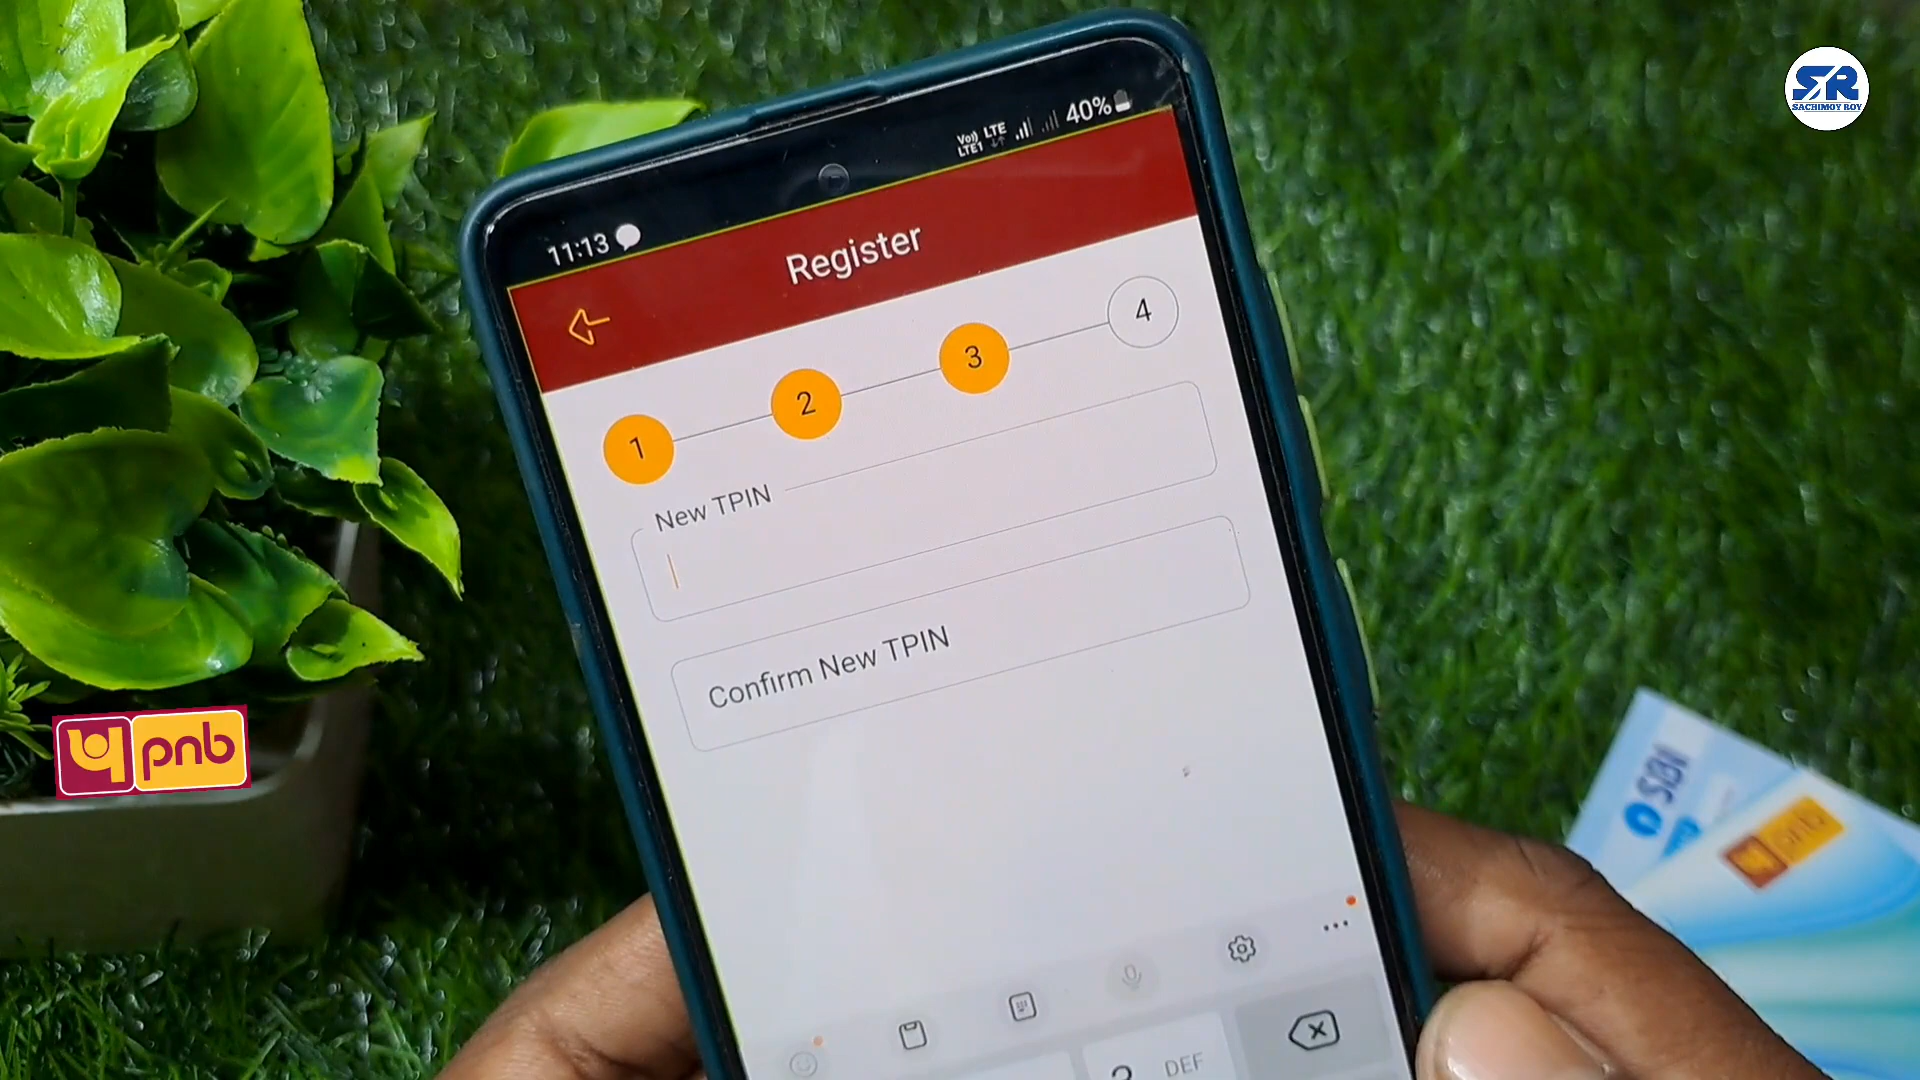 SR
SACHIMOY ROY
11:13
Vo)) LTE
LTE1
40%
Register
1
2
3
4
New TPIN
Confirm New TPIN
pnb
SBI
pnb
DEF